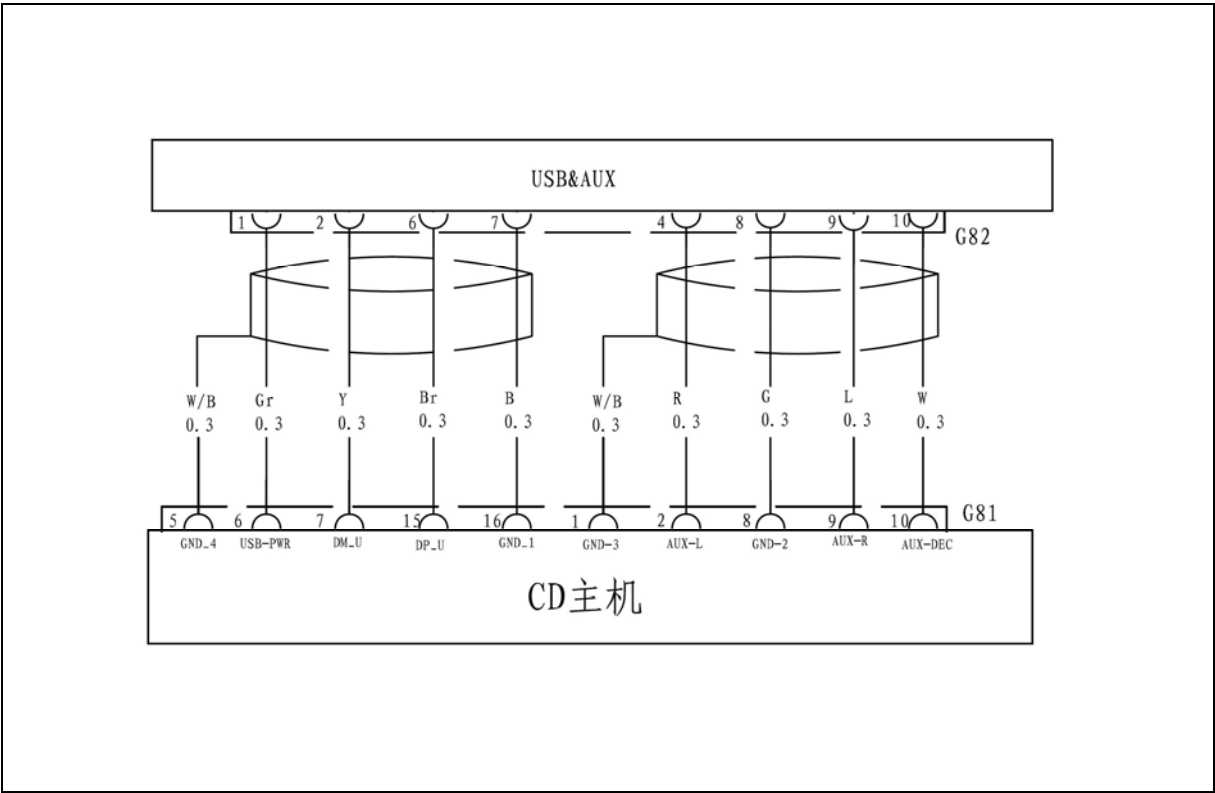 USB&AUX
1 2 6 7 4 8 9 10
G82
W/B Gr Y Br B W/B R G L W
0.3 0.3 0.3 0.3 0.3 0.3 0.3 0.3 0.3 0.3
G81
5 6 7 15 16 1 2 8 9 10
GND_4 USB-PWR DM_U DP_U GND_1 GND-3 AUX-L GND-2 AUX-R AUX-DEC
CD主机